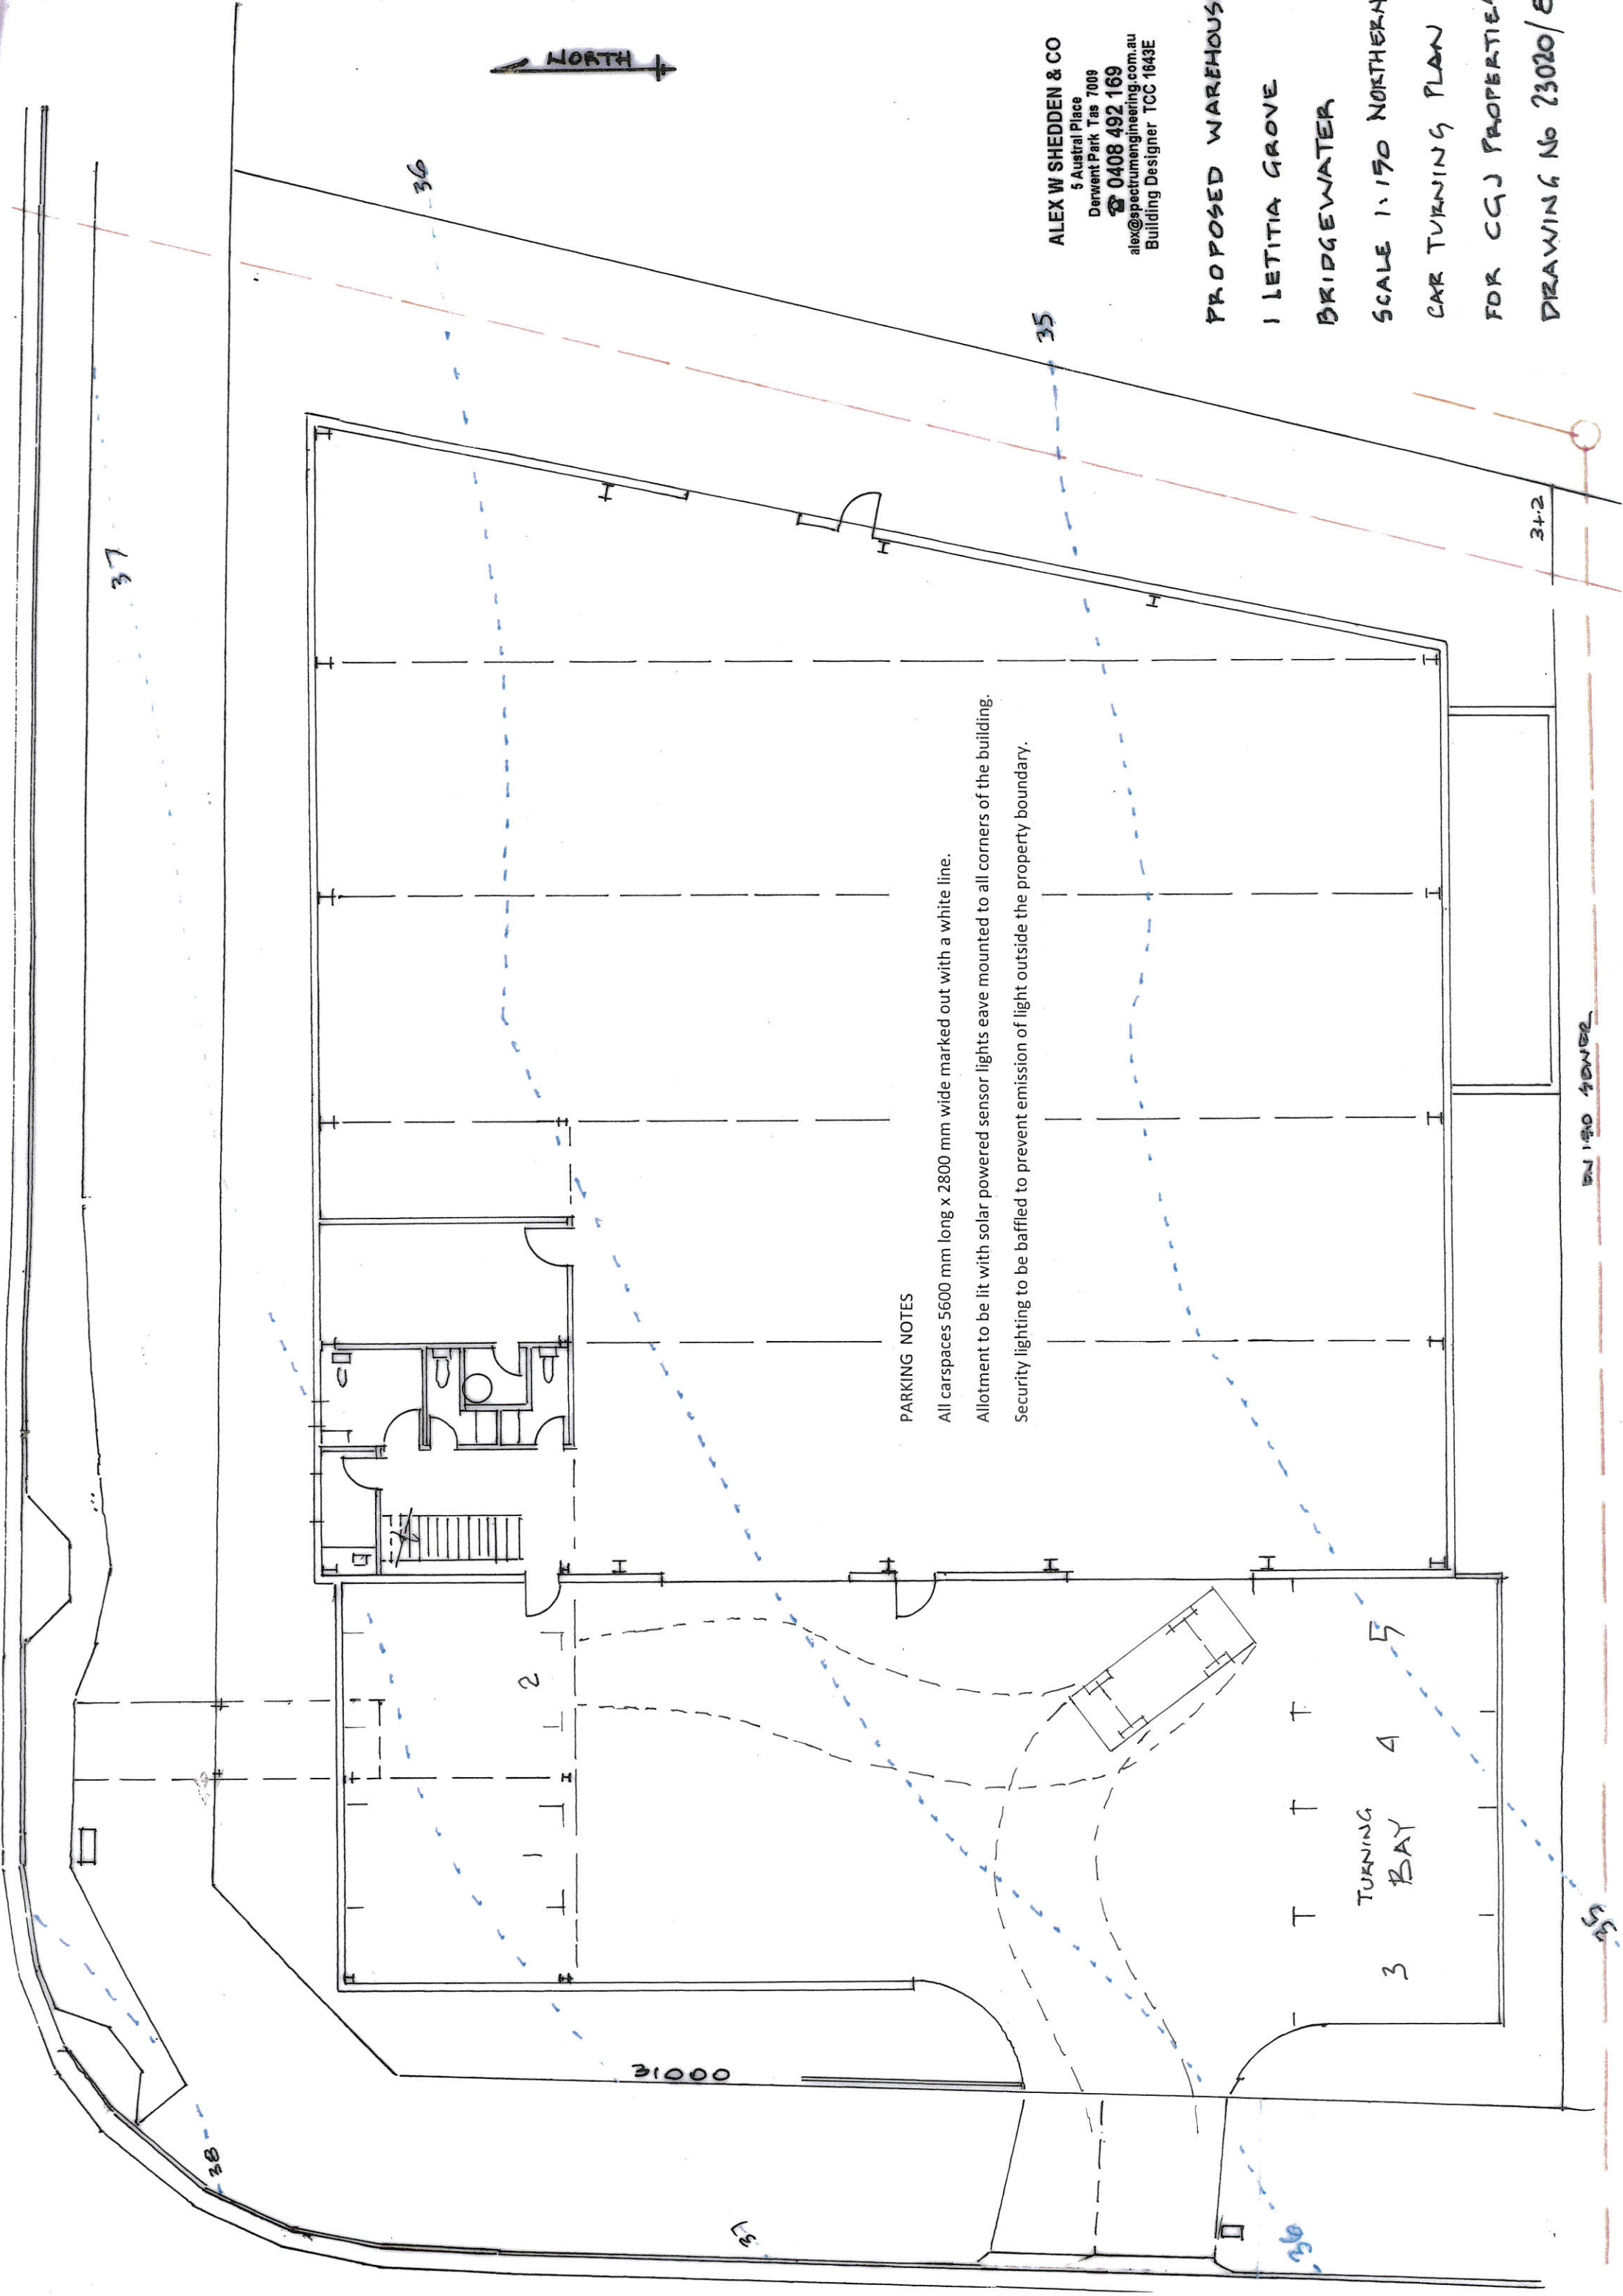 NORTH
ALEX W SHEDDEN & CO
5 Austral Place
Derwent Park Tas 7009
☎ 0408 492 169
alex@spectrumengineering.com.au
Building Designer TCC 1643E
PROPOSED WAREHOUS
1 LETITIA GROVE
BRIDGEWATER
SCALE 1:150 NORTHERN
CAR TURNING PLAN
FOR CGJ PROPERTIE
DRAWING No 23020/
PARKING NOTES
All carspaces 5600 mm long x 2800 mm wide marked out with a white line.
Allotment to be lit with solar powered sensor lights eave mounted to all corners of the building.
Security lighting to be baffled to prevent emission of light outside the property boundary.
37
36
35
34.2
DN 150 SEWER
2
TURNING
BAY
3
4
5
31000
38
37
36
35